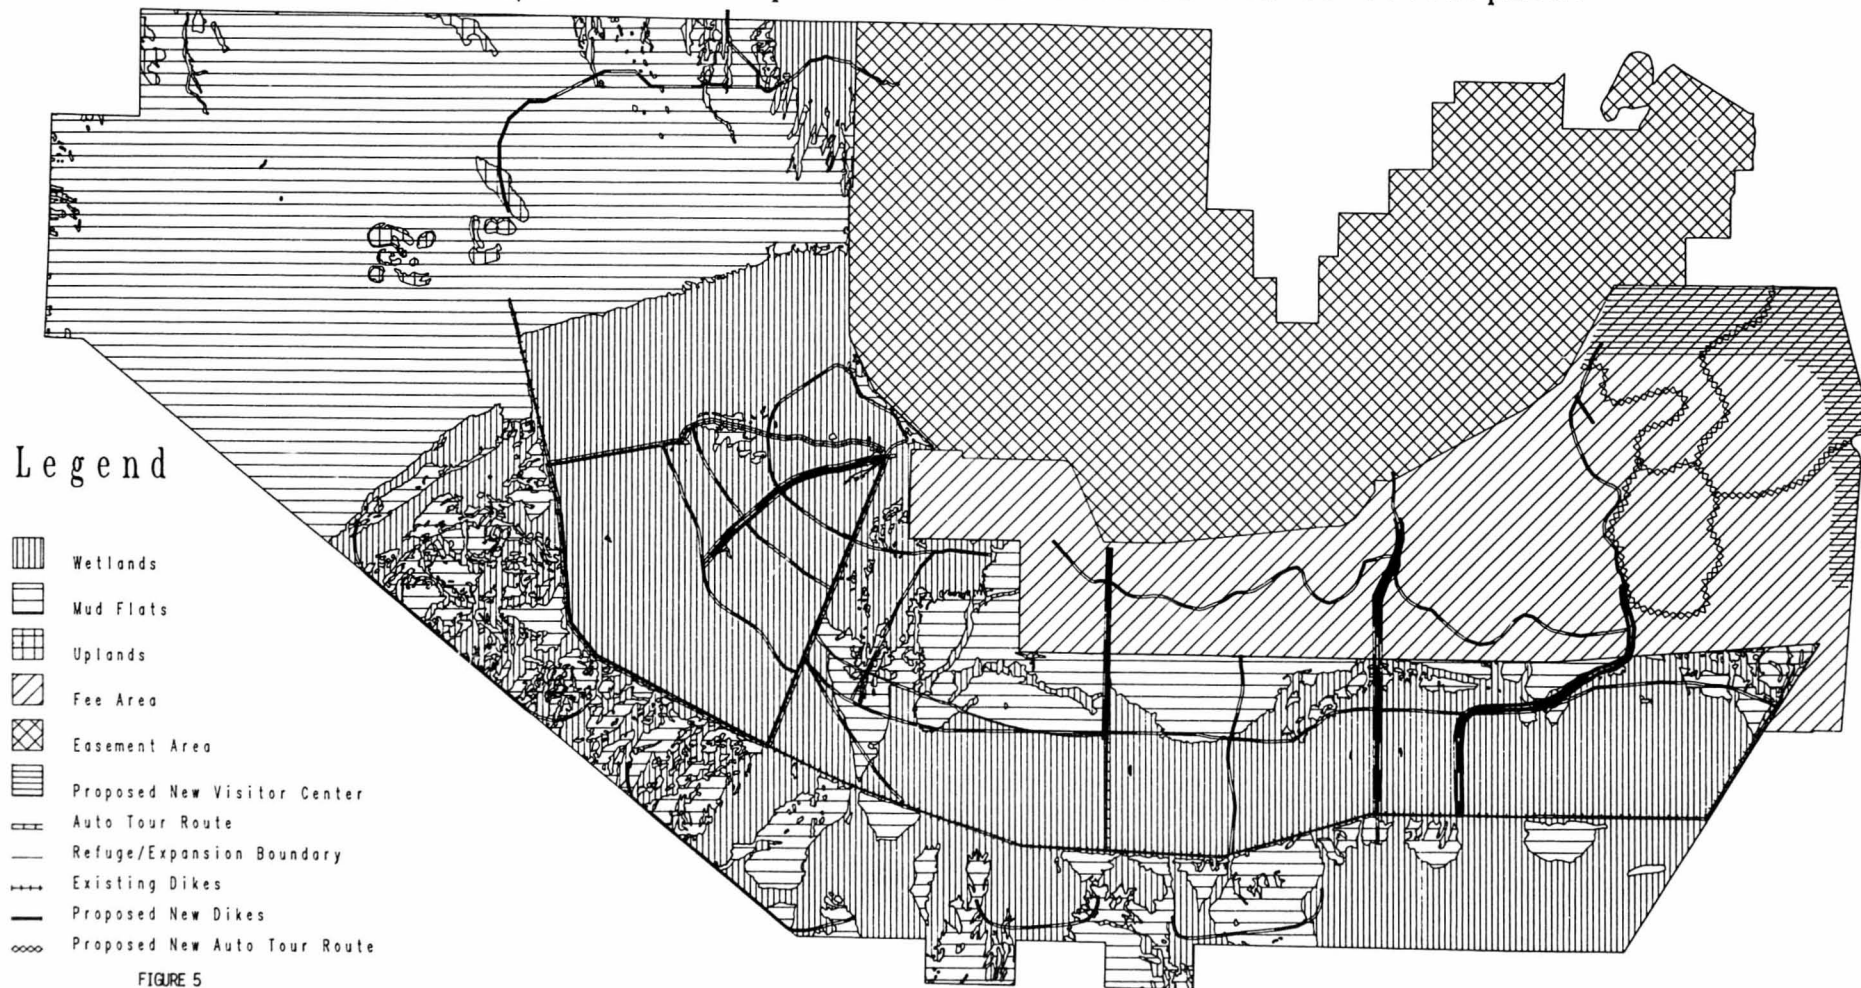 Legend
Wetlands
Mud Flats
Uplands
Fee Area
Easement Area
Proposed New Visitor Center
Auto Tour Route
Refuge/Expansion Boundary
Existing Dikes
Proposed New Dikes
Proposed New Auto Tour Route
FIGURE 5